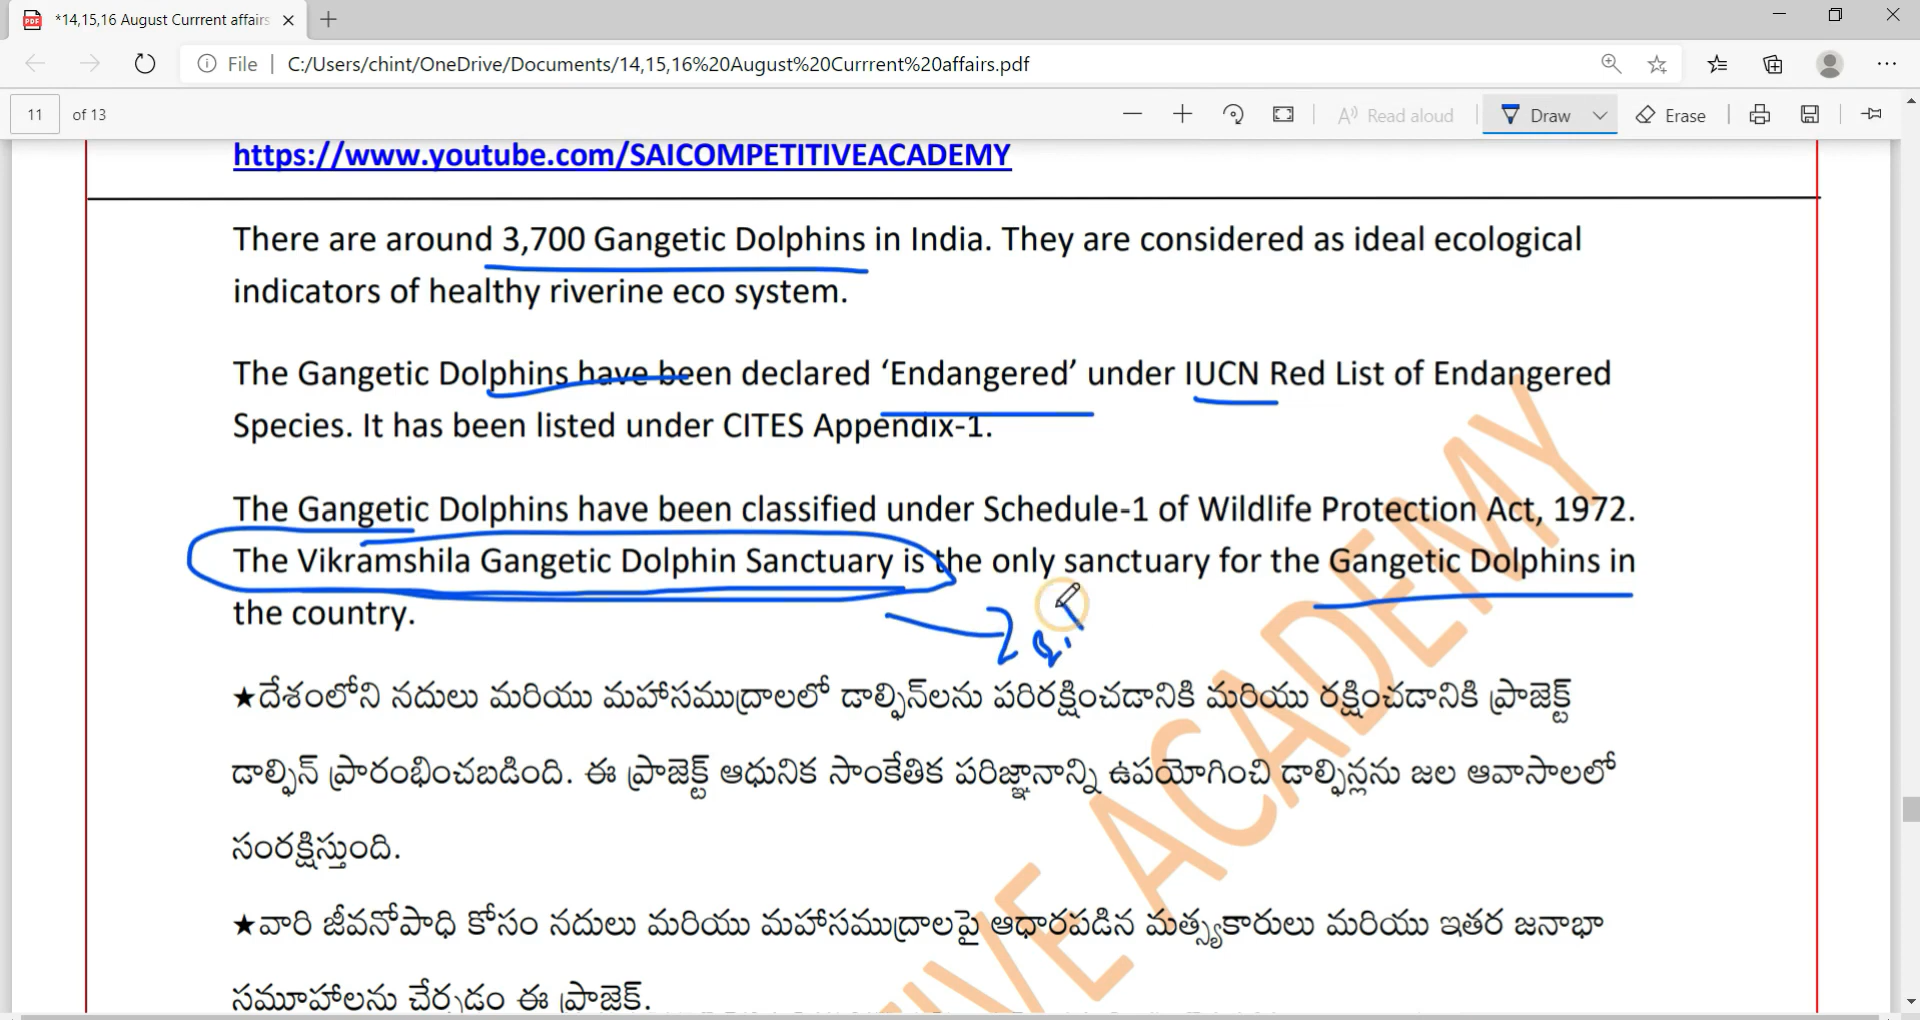 *14,15,16 August Currrent affairs
File | C:/Users/chint/OneDrive/Documents/14,15,16%20August%20Currrent%20affairs.pdf
11 of 13 Read aloud Draw Erase
https://www.youtube.com/SAICOMPETITIVEACADEMY
There are around 3,700 Gangetic Dolphins in India. They are considered as ideal ecological
indicators of healthy riverine eco system.
The Gangetic Dolphins have been declared ‘Endangered’ under IUCN Red List of Endangered
Species. It has been listed under CITES Appendix-1.
The Gangetic Dolphins have been classified under Schedule-1 of Wildlife Protection Act, 1972.
The Vikramshila Gangetic Dolphin Sanctuary is the only sanctuary for the Gangetic Dolphins in
the country.
★దేశంలోని నదులు మరియు మహాసముద్రాలలో డాల్ఫిన్‌లను పరిరక్షించడానికి మరియు రక్షించడానికి ప్రాజెక్ట్
డాల్ఫిన్ ప్రారంభించబడింది. ఈ ప్రాజెక్ట్ ఆధునిక సాంకేతిక పరిజ్ఞానాన్ని ఉపయోగించి డాల్ఫిన్లను జల ఆవాసాలలో
సంరక్షిస్తుంది.
★వారి జీవనోపాధి కోసం నదులు మరియు మహాసముద్రాలపై ఆధారపడిన మత్స్యకారులు మరియు ఇతర జనాభా
సమూహాలను చేర్చడం ఈ ప్రాజెక్ట్.
IVE ACADEMY